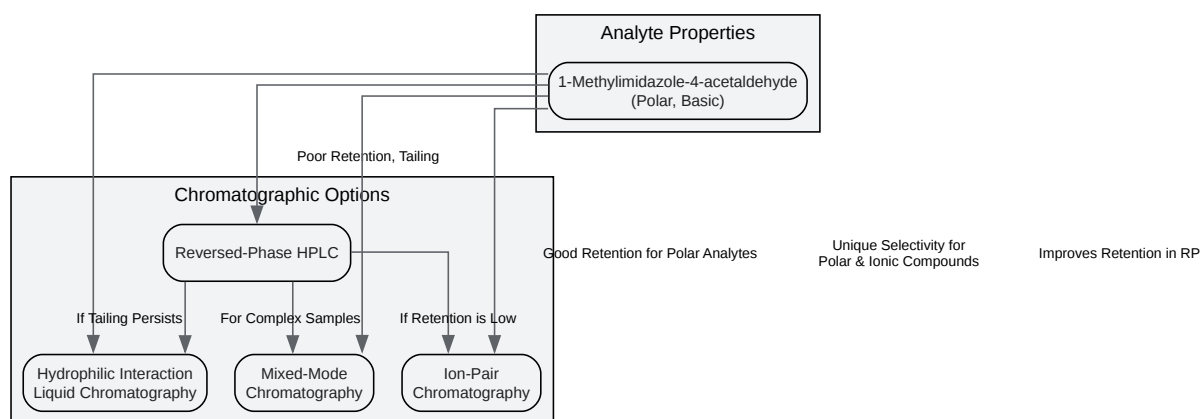 Analyte Properties
1-Methylimidazole-4-acetaldehyde
(Polar, Basic)
Poor Retention, Tailing
Chromatographic Options
Reversed-Phase HPLC
Good Retention for Polar Analytes
Unique Selectivity for
Polar & Ionic Compounds
Improves Retention in RP
If Tailing Persists
For Complex Samples
If Retention is Low
Hydrophilic Interaction
Liquid Chromatography
Mixed-Mode
Chromatography
Ion-Pair
Chromatography